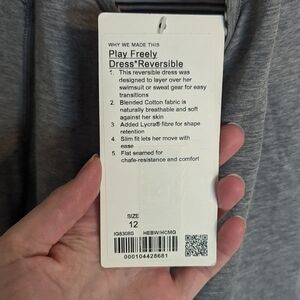 WHY WE MADE THIS
Play Freely
Dress*Reversible
1. This reversible dress was
designed to layer over her
swimsuit or sweat gear for easy
transitions
2. Blended Cotton fabric is
naturally breathable and soft
against her skin
3. Added Lycra® fibre for shape
retention
4. Slim fit lets her move with
ease
5. Flat seamed for
chafe-resistance and comfort
SIZE
12
IG8308S HEBW/HCMG
000104428681